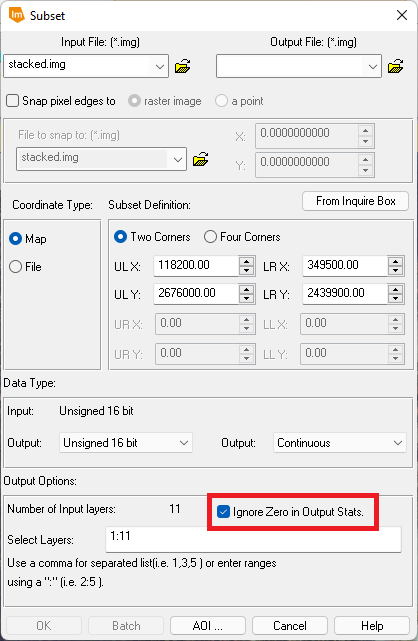 Im Subset
Input File: (*.img) Output File: (*.img)
stacked.img
Snap pixel edges to raster image a point
File to snap to: (*.img) X: 0.0000000000
stacked.img Y: 0.0000000000
Coordinate Type: Subset Definition: From Inquire Box
Map Two Corners Four Corners
File UL X: 118200.00 LR X: 349500.00
UL Y: 2676000.00 LR Y: 2439900.00
UR X: 0.00 LL X: 0.00
UR Y: 0.00 LL Y: 0.00
Data Type:
Input: Unsigned 16 bit
Output: Unsigned 16 bit Output: Continuous
Output Options:
Number of Input layers: 11 Ignore Zero in Output Stats.
Select Layers: 1:11
Use a comma for separated list(i.e. 1,3,5 ) or enter ranges
using a ":" (i.e. 2:5 ).
OK Batch AOI ... Cancel Help